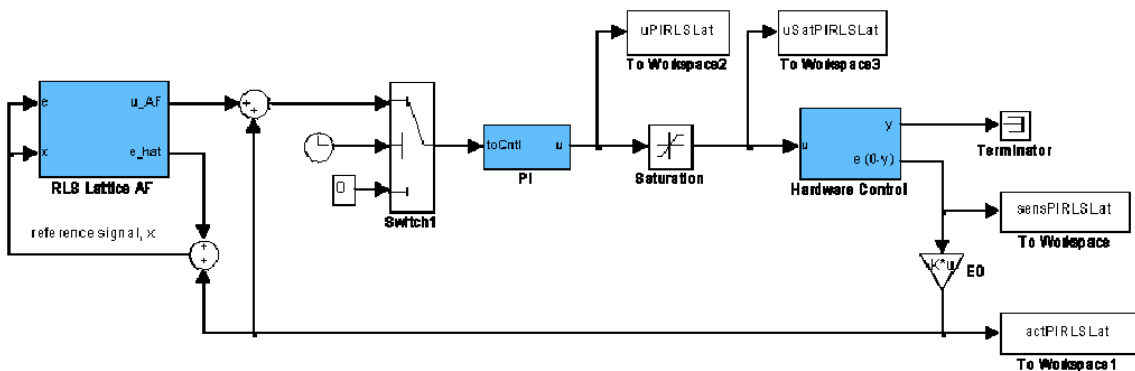 uPIRLSLat
To Workspace2
uSatPIRLSLat
To Workspace3
e
u_AF
x
e_hat
RLS Lattice AF
+
+
0
Switch1
toCntl
u
PI
Saturation
u
y
e (0-y)
Hardware Control
Terminator
sensPIRLSLat
To Workspace
reference signal, x
+
+
K*u
E0
actPIRLSLat
To Workspace1